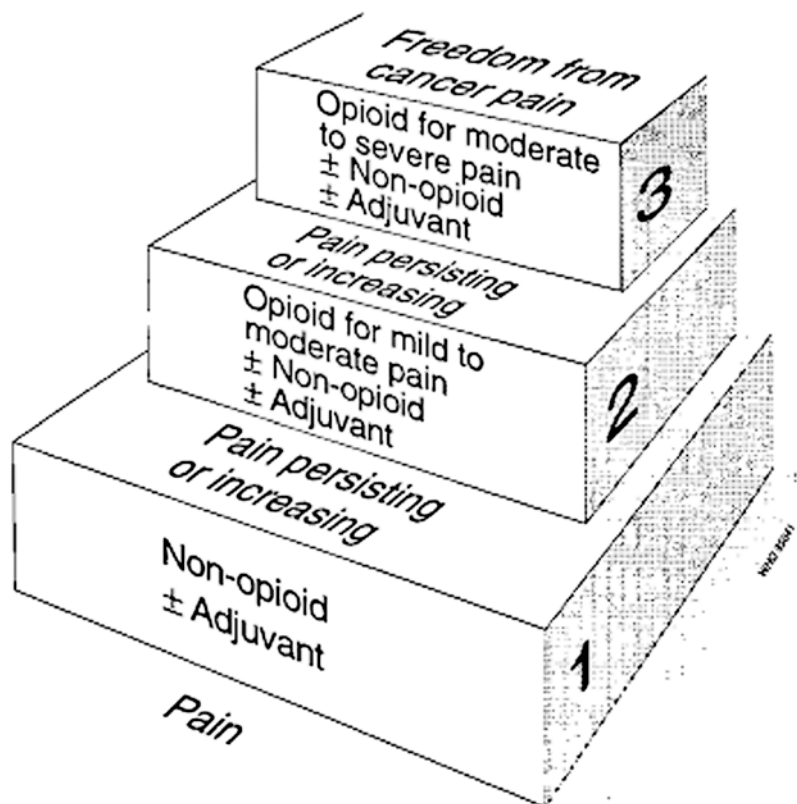 Freedom from
cancer pain
Opioid for moderate
to severe pain
± Non-opioid
± Adjuvant
3
Pain persisting
or increasing
Opioid for mild to
moderate pain
± Non-opioid
± Adjuvant
2
Pain persisting
or increasing
Non-opioid
± Adjuvant
1
Pain